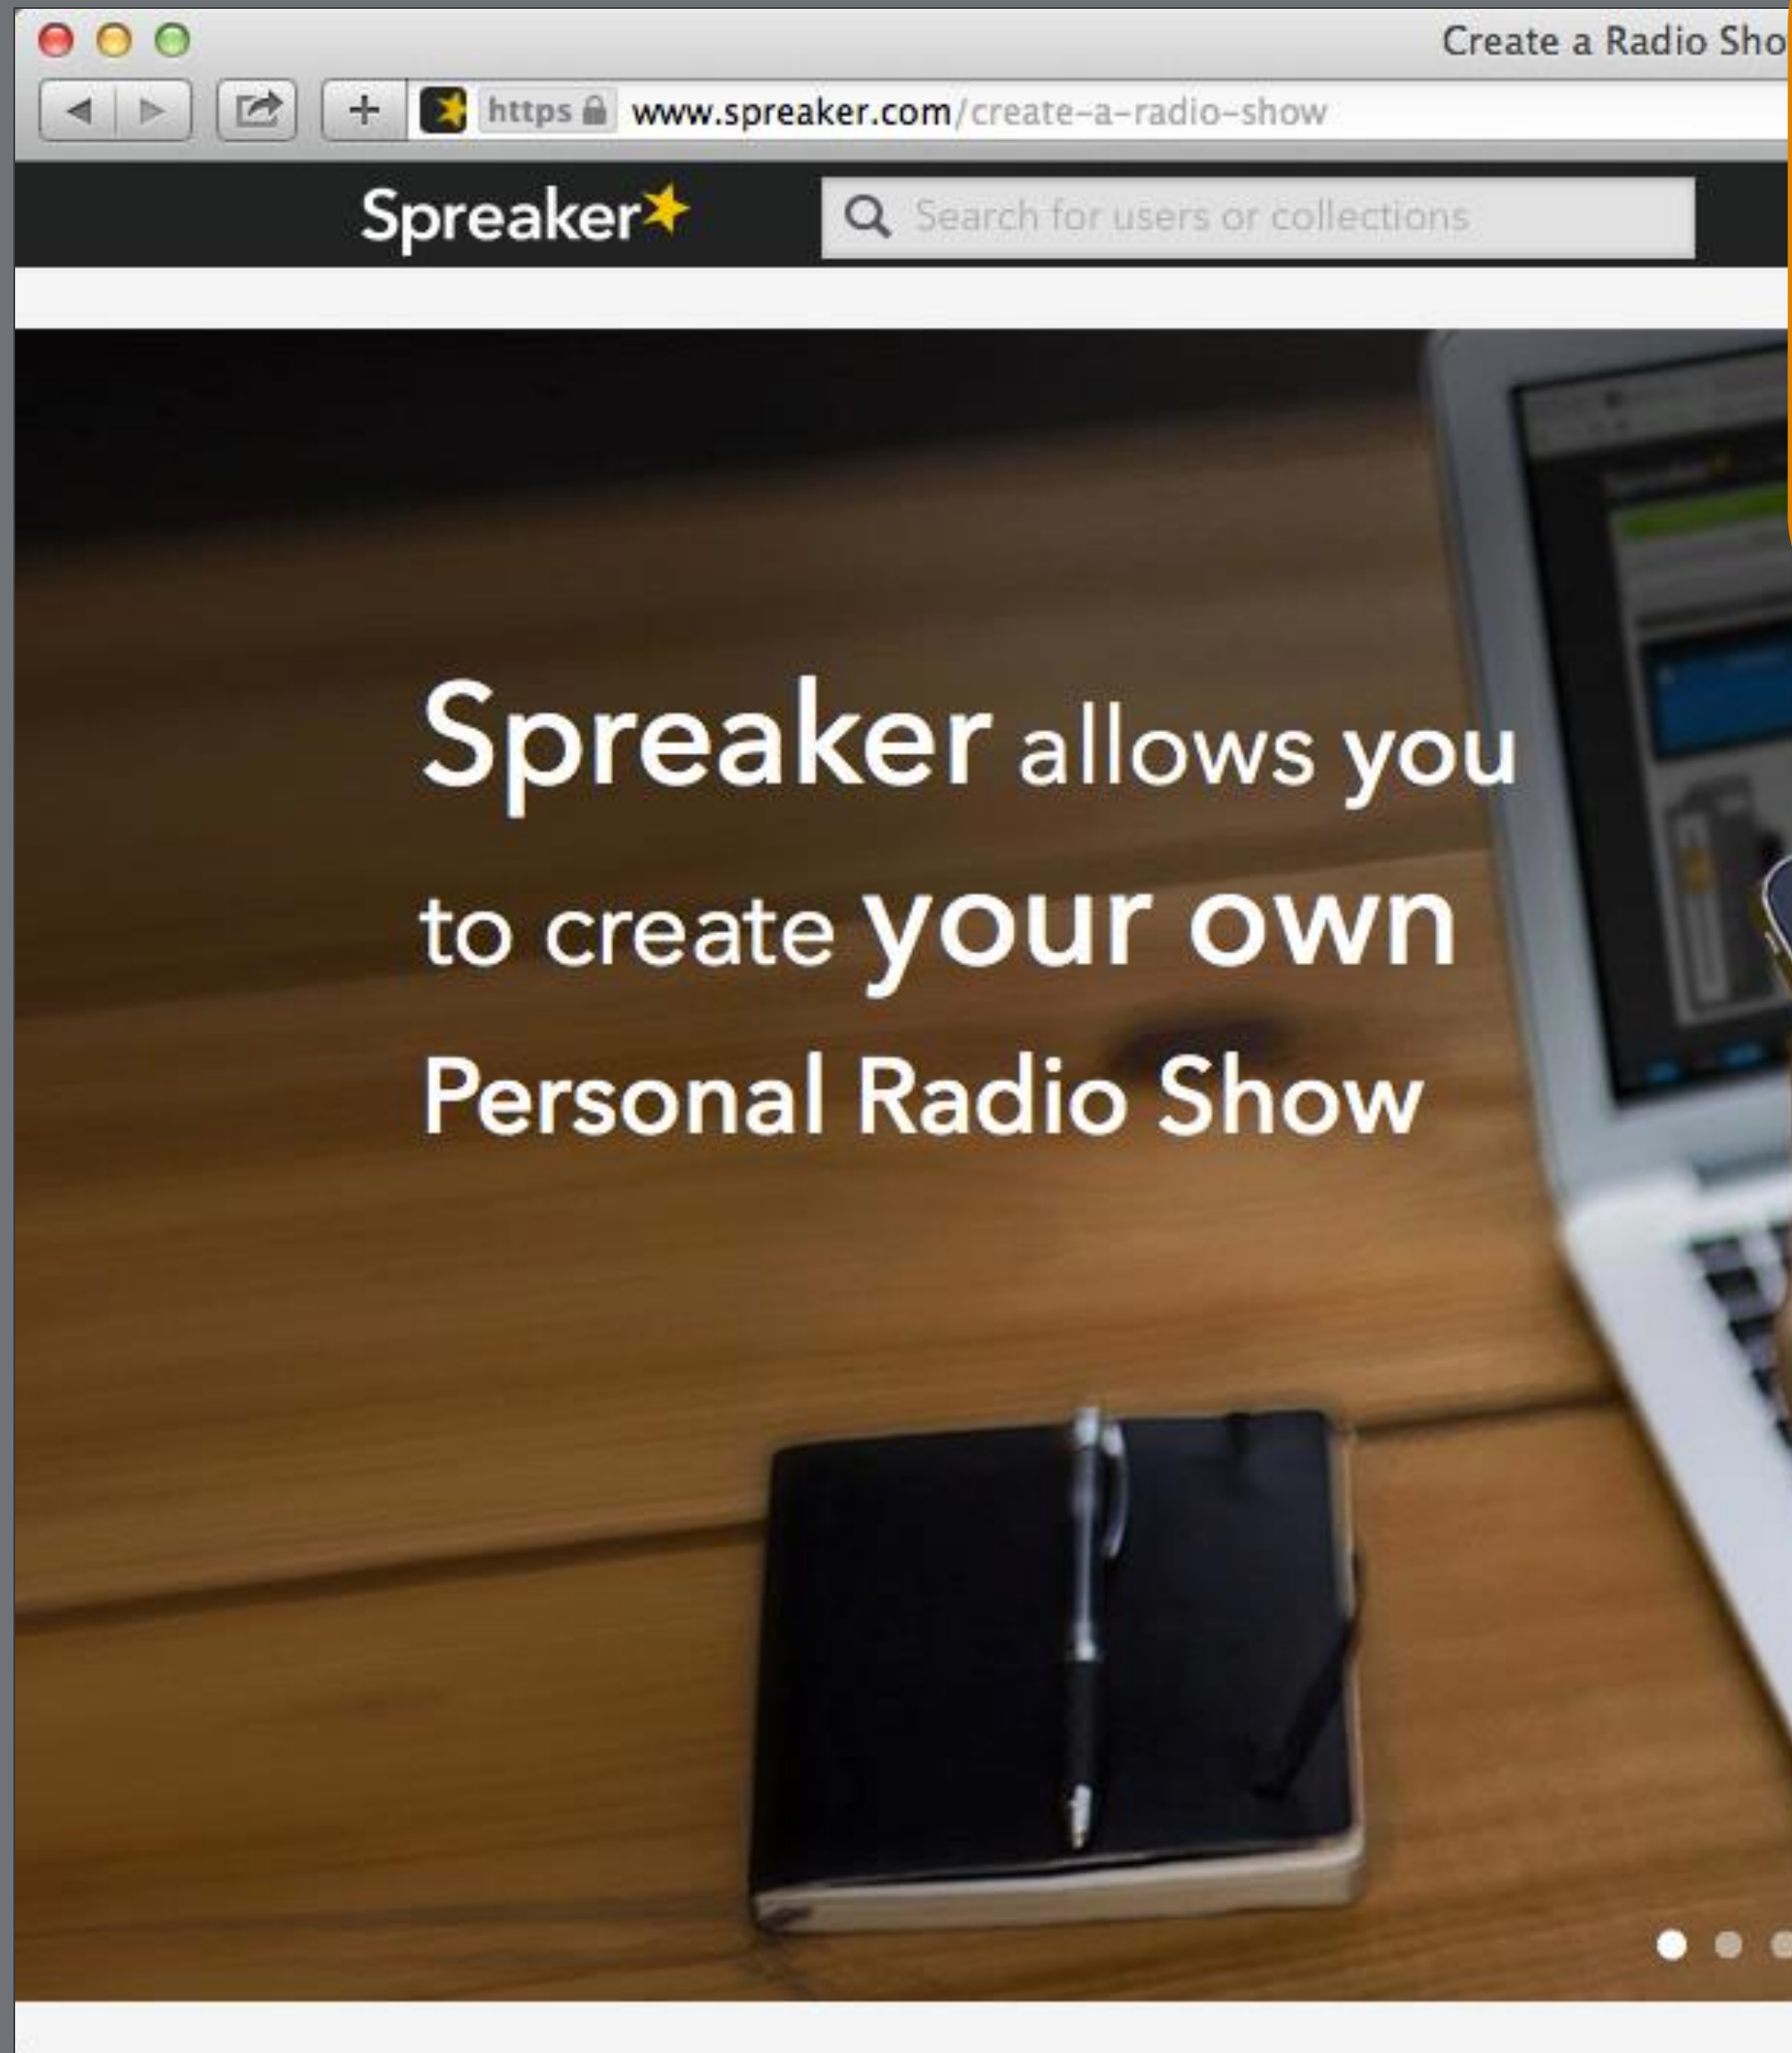 Create a Radio Sho
https www.spreaker.com/create-a-radio-show
Spreaker
Search for users or collections
Spreaker allows you
to create your own
Personal Radio Show